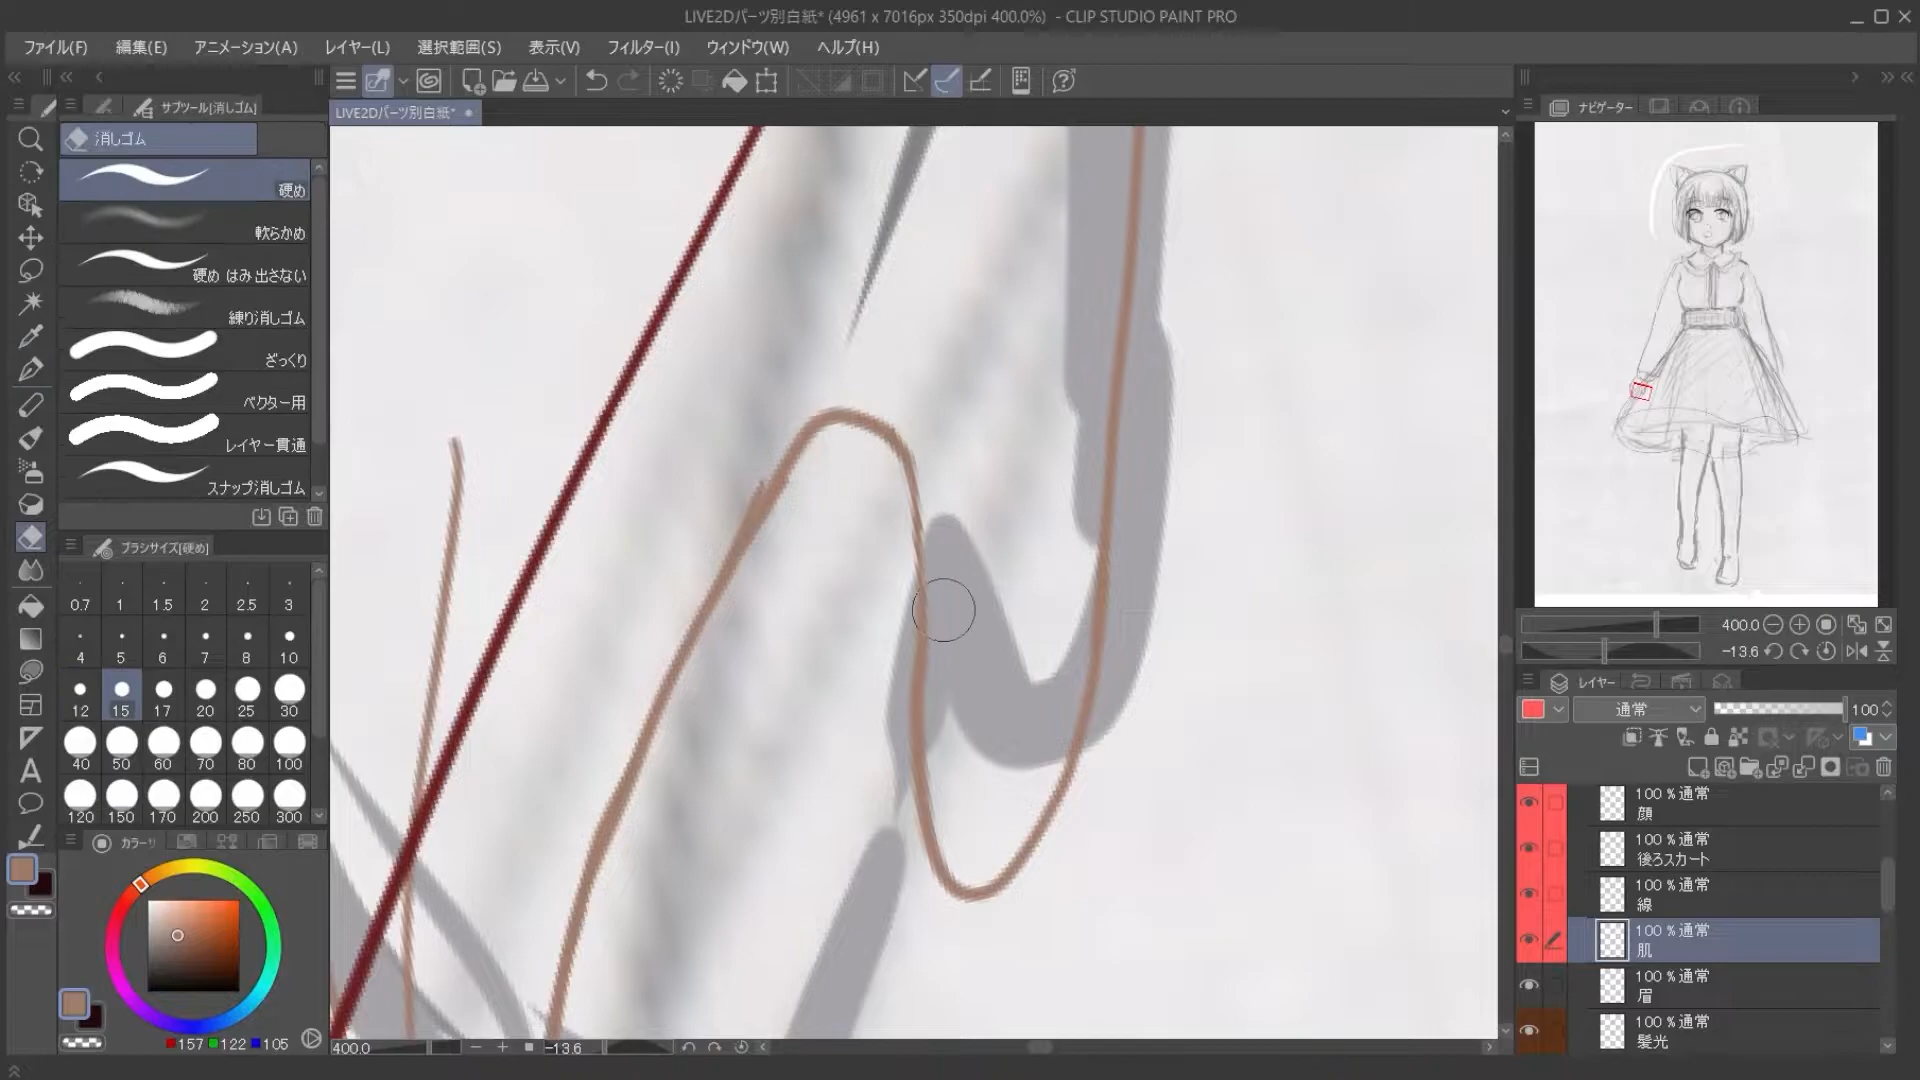 LIVE2Dパーツ別白紙* (4961 x 7016px 350dpi 400.0%)  - CLIP STUDIO PAINT PRO
ファイル(F) 編集(E) アニメーション(A) レイヤー(L) 選択範囲(S) 表示(V) フィルター(I) ウィンドウ(W) ヘルプ(H)
サブツール[消しゴム]
LIVE2Dパーツ別白紙*
ナビゲーター
消しゴム
硬め
軟らかめ
硬め はみ出さない
練り消しゴム
ざっくり
ベクター用
レイヤー貫通
スナップ消しゴム
ブラシサイズ[硬め]
0.7 1 1.5 2 2.5 3
4 5 6 7 8 10
12 15 17 20 25 30
40 50 60 70 80 100
120 150 170 200 250 300
カラーサ
157 122 105
400.0
-13.6
400.0
-13.6
レイヤー
通常 100
100 %通常
顔
100 %通常
後ろスカート
100 %通常
線
100 %通常
肌
100 %通常
眉
100 %通常
髪光